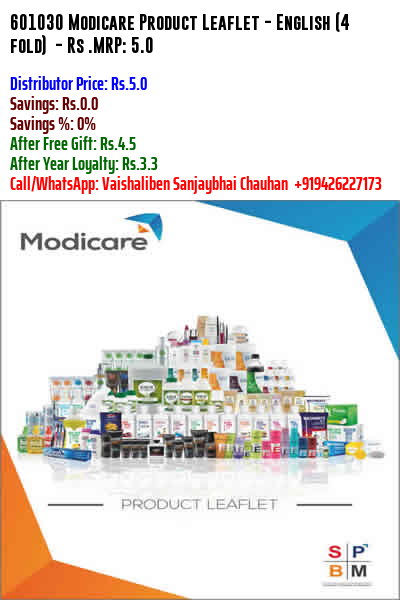 601030 Modicare Product Leaflet - English (4
fold) - Rs .MRP: 5.0
Distributor Price: Rs.5.0
Savings: Rs.0.0
Savings %: 0%
After Free Gift: Rs.4.5
After Year Loyalty: Rs.3.3
Call/WhatsApp: Vaishaliben Sanjaybhai Chauhan +919426227173
Modicare
PRODUCT LEAFLET
S P
B M